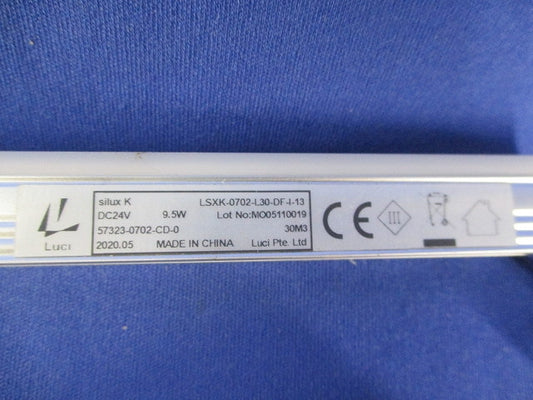 Luci
silux K LSXK-0702-L30-DF-I-13
DC24V 9.5W Lot No:MO05110019
57323-0702-CD-0 30M3
2020.05 MADE IN CHINA Luci Pte. Ltd
CE III